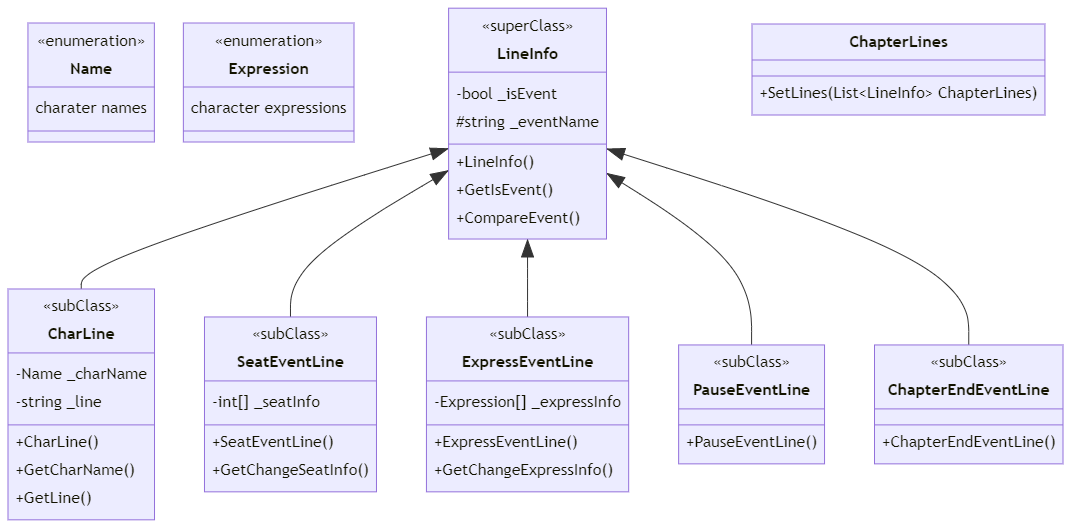 «enumeration»
Name
charater names
«enumeration»
Expression
character expressions
«superClass»
LineInfo
-bool _isEvent
#string _eventName
+LineInfo()
+GetIsEvent()
+CompareEvent()
ChapterLines
+SetLines(List<LineInfo> ChapterLines)
«subClass»
CharLine
-Name _charName
-string _line
+CharLine()
+GetCharName()
+GetLine()
«subClass»
SeatEventLine
-int[] _seatInfo
+SeatEventLine()
+GetChangeSeatInfo()
«subClass»
ExpressEventLine
-Expression[] _expressInfo
+ExpressEventLine()
+GetChangeExpressInfo()
«subClass»
PauseEventLine
+PauseEventLine()
«subClass»
ChapterEndEventLine
+ChapterEndEventLine()